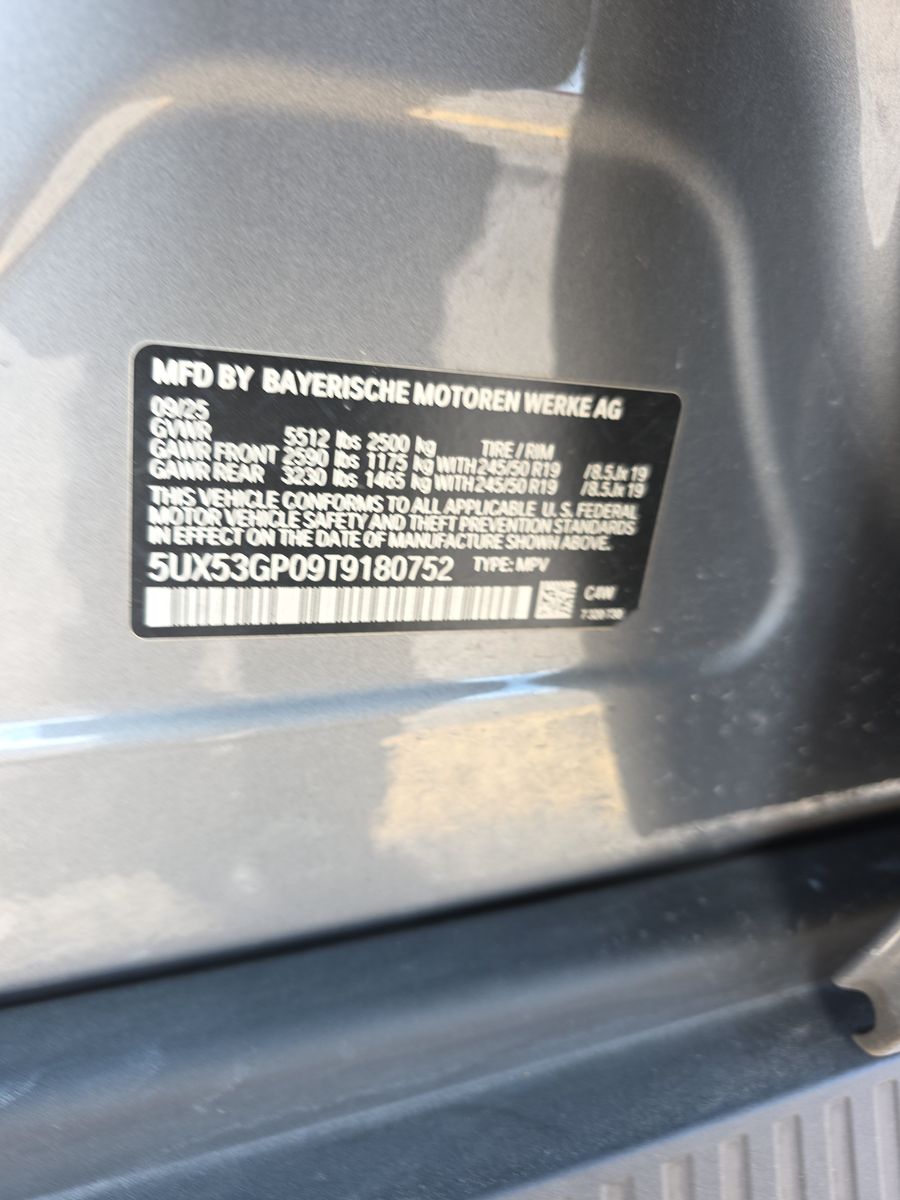 MFD BY BAYERISCHE MOTOREN WERKE AG
09/25
GVWR 5512 lbs 2500 kg TIRE / RIM
GAWR FRONT 2590 lbs 1175 kg WITH 245/50 R19 /8.5Jx19
GAWR REAR 3230 lbs 1465 kg WITH 245/50 R19 /8.5Jx19
THIS VEHICLE CONFORMS TO ALL APPLICABLE U.S. FEDERAL
MOTOR VEHICLE SAFETY AND THEFT PREVENTION STANDARDS
IN EFFECT ON THE DATE OF MANUFACTURE SHOWN ABOVE.
5UX53GP09T9180752 TYPE: MPV
C4W